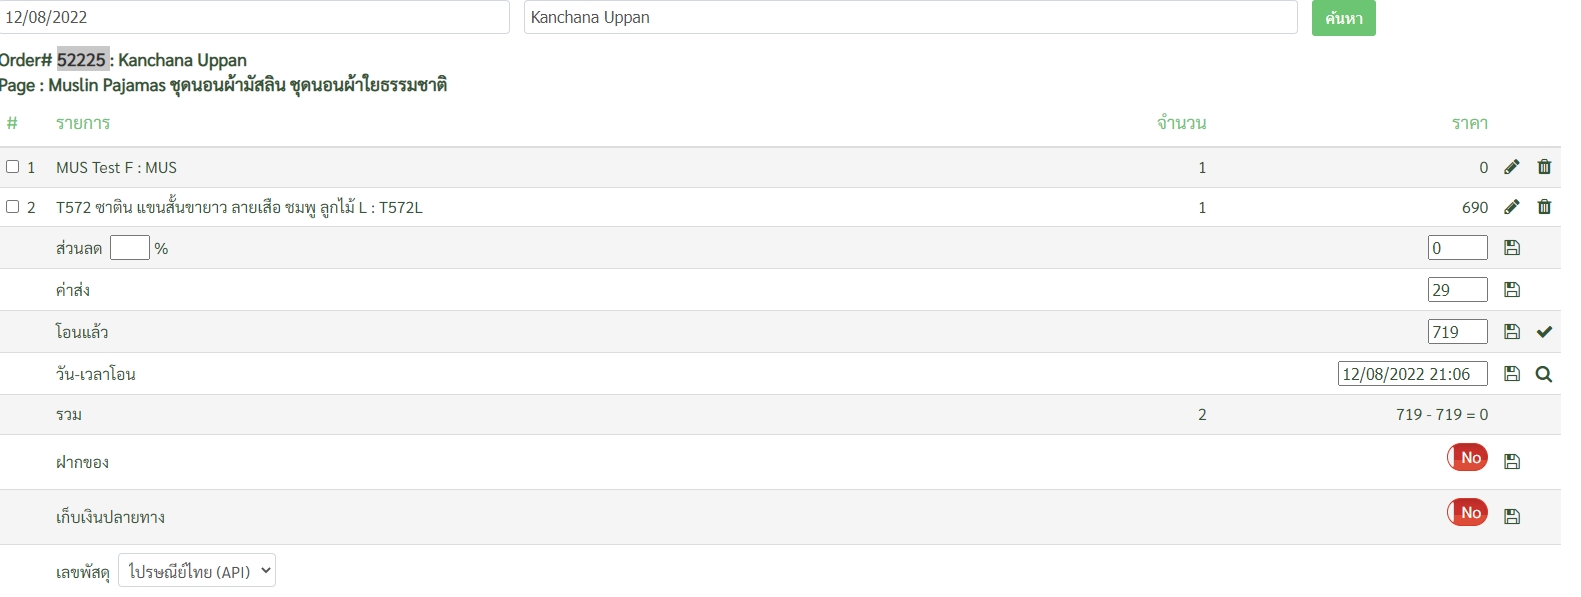 12/08/2022 Kanchana Uppan ค้นหา
Order# 52225 : Kanchana Uppan
Page : Muslin Pajamas ชุดนอนผ้ามัสลิน ชุดนอนผ้าใยธรรมชาติ
# รายการ จำนวน ราคา
1 MUS Test F : MUS 1 0
2 T572 ซาติน แขนสั้นขายาว ลายเสือ ชมพู ลูกไม้ L : T572L 1 690
ส่วนลด % 0
ค่าส่ง 29
โอนแล้ว 719
วัน-เวลาโอน 12/08/2022 21:06
รวม 2 719 - 719 = 0
ฝากของ No
เก็บเงินปลายทาง No
เลขพัสดุ ไปรษณีย์ไทย (API)